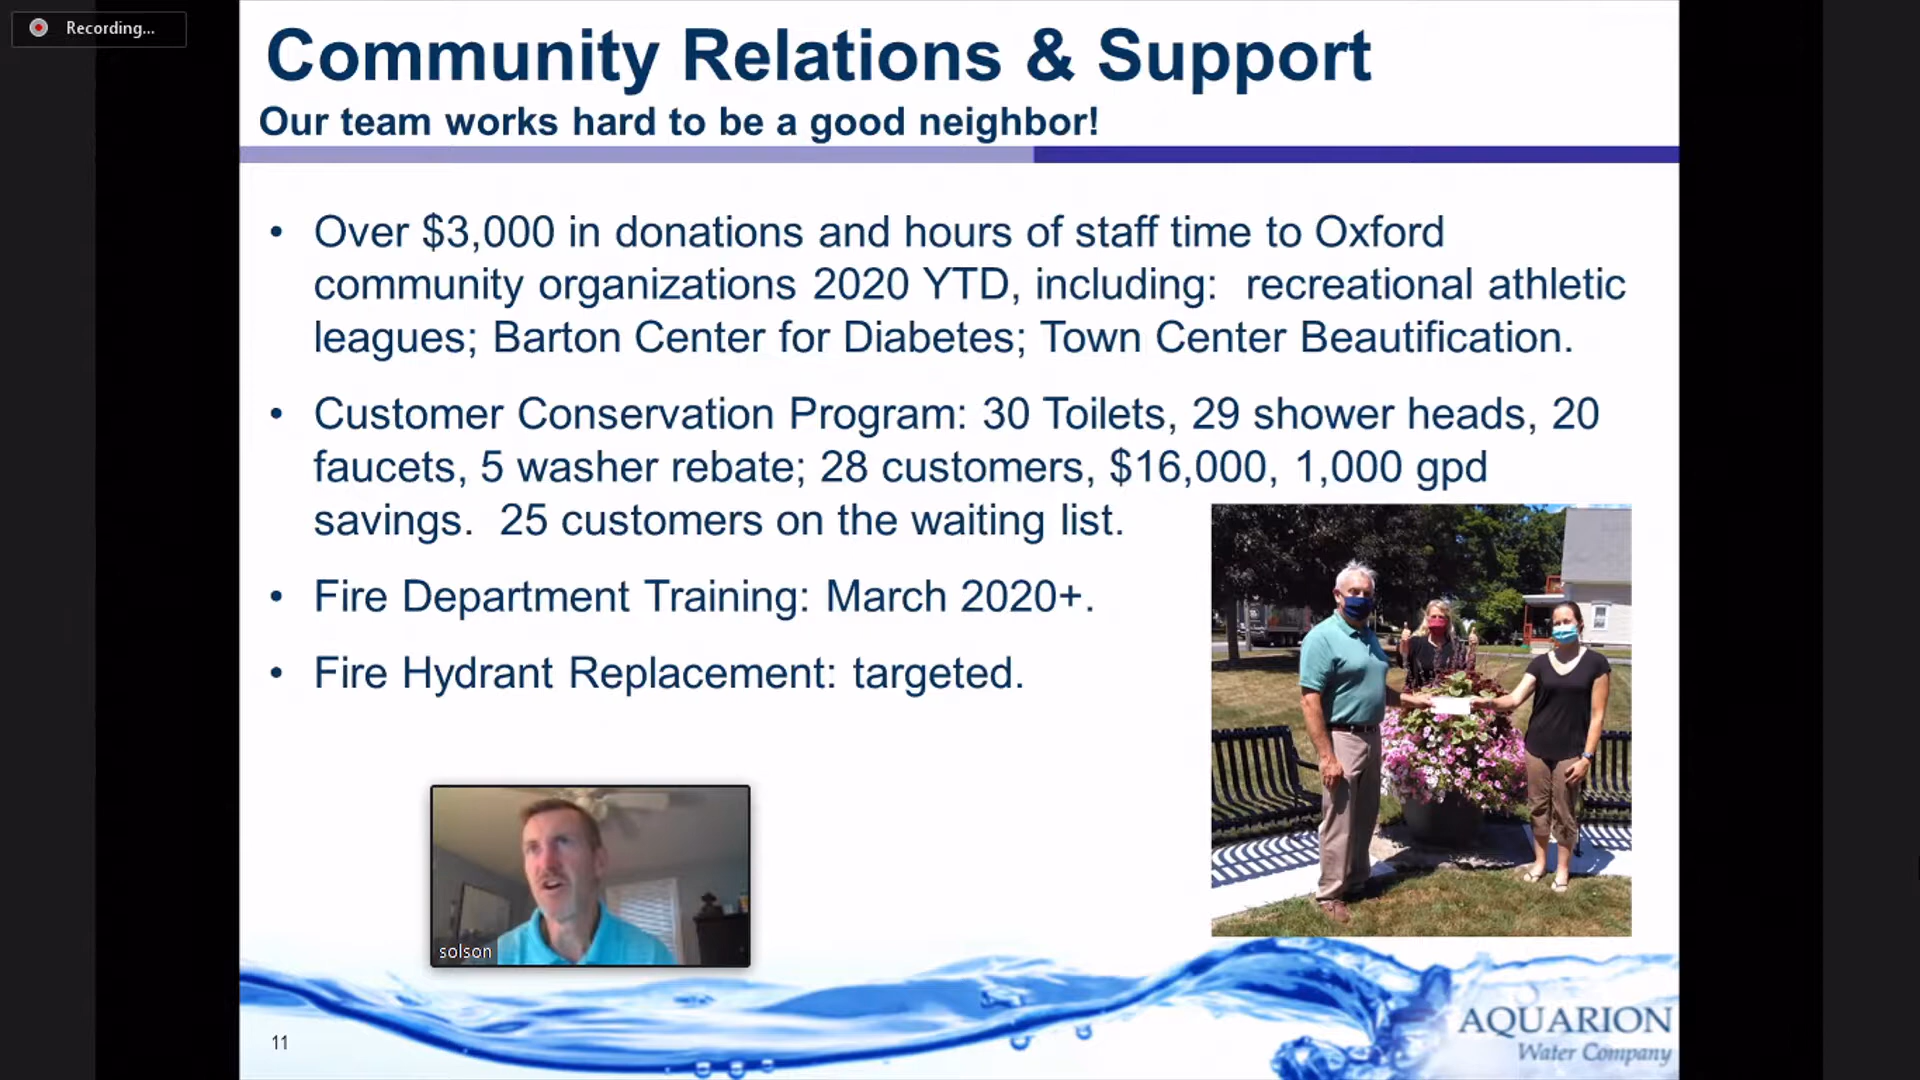 Recording...
Community Relations & Support
Our team works hard to be a good neighbor!
• Over $3,000 in donations and hours of staff time to Oxford
community organizations 2020 YTD, including:  recreational athletic
leagues; Barton Center for Diabetes; Town Center Beautification.
• Customer Conservation Program: 30 Toilets, 29 shower heads, 20
faucets, 5 washer rebate; 28 customers, $16,000, 1,000 gpd
savings.  25 customers on the waiting list.
• Fire Department Training: March 2020+.
• Fire Hydrant Replacement: targeted.
solson
11
AQUARION
Water Company